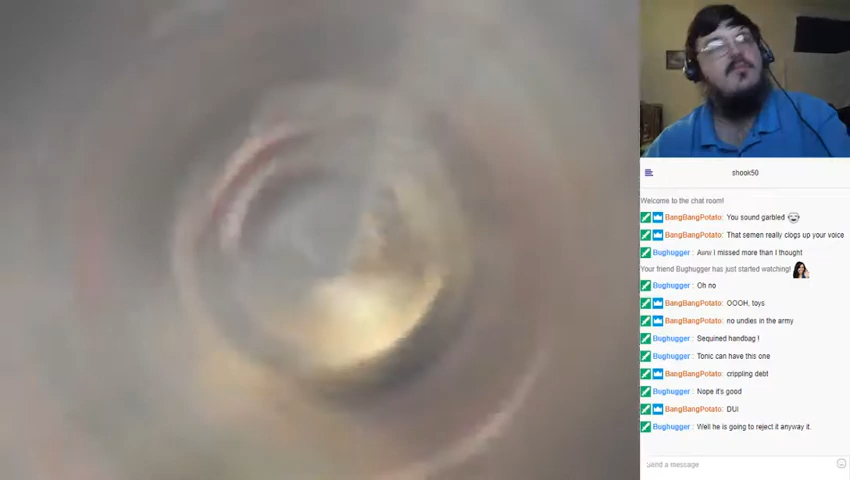 shook50
Welcome to the chat room!
BangBangPotato: You sound garbled
BangBangPotato: That semen really clogs up your voice
Bughugger : Aww I missed more than I thought
Your friend Bughugger has just started watching!
Bughugger : Oh no
BangBangPotato: OOOH, toys
BangBangPotato: no undies in the army
Bughugger : Sequined handbag !
Bughugger : Tonic can have this one
BangBangPotato: crippling debt
Bughugger : Nope it's good
BangBangPotato: DUI
Bughugger : Well he is going to reject it anyway it.
Send a message